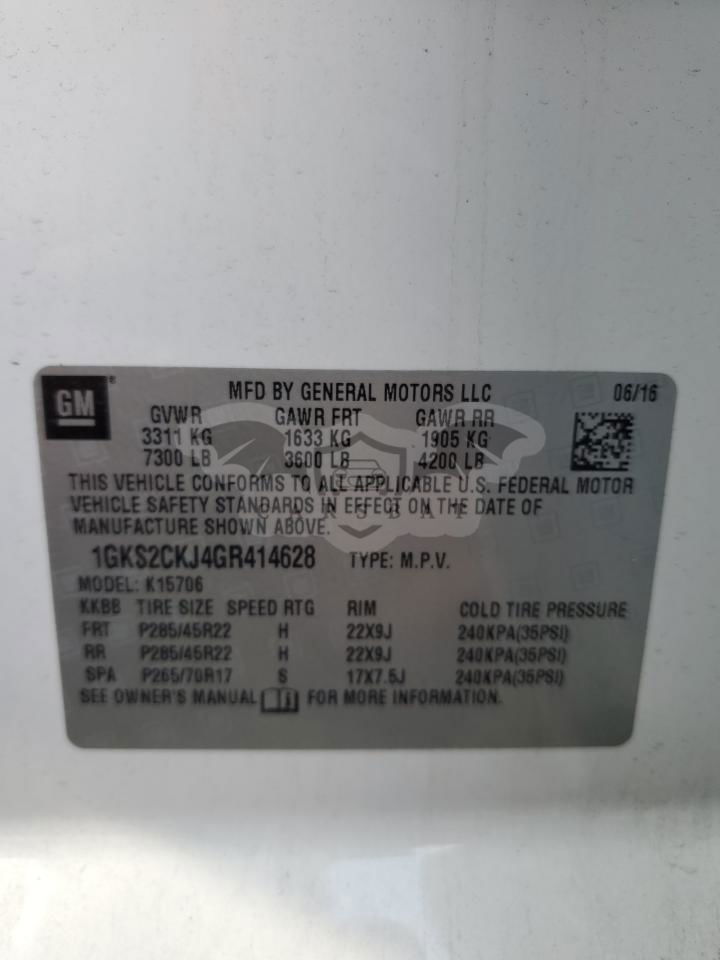 GM
MFD BY GENERAL MOTORS LLC 06/16
GVWR GAWR FRT GAWR RR
3311 KG 1633 KG 1905 KG
7300 LB 3600 LB 4200 LB
THIS VEHICLE CONFORMS TO ALL APPLICABLE U.S. FEDERAL MOTOR
VEHICLE SAFETY STANDARDS IN EFFECT ON THE DATE OF
MANUFACTURE SHOWN ABOVE.
CARSBAT
1GKS2CKJ4GR414628 TYPE: M.P.V.
MODEL: K15706
KKBB TIRE SIZE SPEED RTG RIM COLD TIRE PRESSURE
FRT P285/45R22 H 22X9J 240KPA(35PSI)
RR P285/45R22 H 22X9J 240KPA(35PSI)
SPA P265/70R17 S 17X7.5J 240KPA(35PSI)
SEE OWNER'S MANUAL FOR MORE INFORMATION.